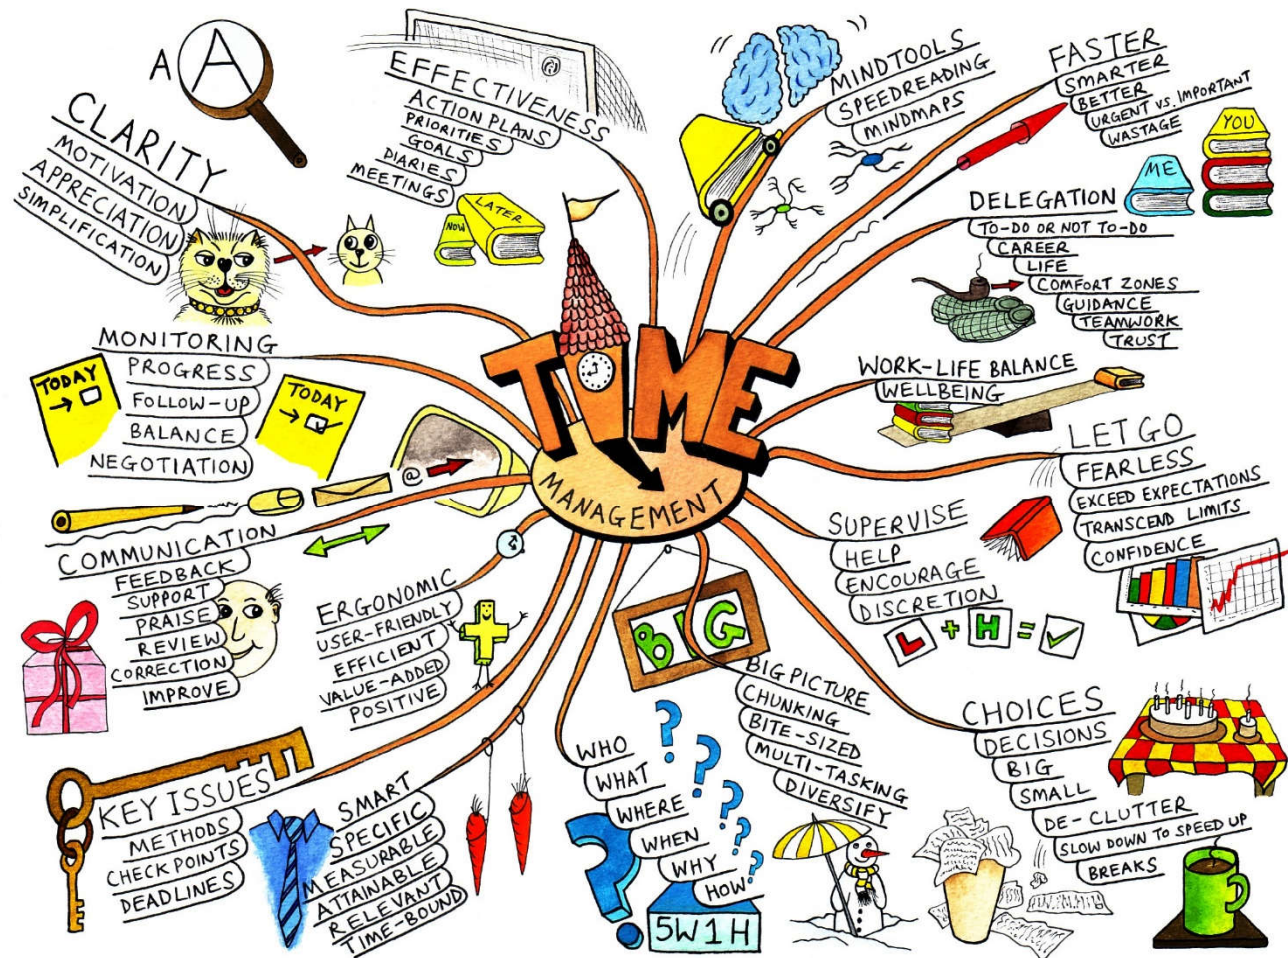 A A
CLARITY
MOTIVATION
APPRECIATION
SIMPLIFICATION
EFFECTIVENESS
ACTION PLANS
PRIORITIES
GOALS
DIARIES
MEETINGS
NOW
LATER
MINDTOOLS
SPEEDREADING
MINDMAPS
FASTER
SMARTER
BETTER
URGENT VS. IMPORTANT
WASTAGE
YOU
ME
DELEGATION
TO-DO OR NOT TO-DO
CAREER
LIFE
COMFORT ZONES
GUIDANCE
TEAMWORK
TRUST
MONITORING
PROGRESS
FOLLOW-UP
BALANCE
NEGOTIATION
TODAY
TODAY
TIME
MANAGEMENT
WORK-LIFE BALANCE
WELLBEING
LET GO
FEARLESS
EXCEED EXPECTATIONS
TRANSCEND LIMITS
CONFIDENCE
@
COMMUNICATION
FEEDBACK
SUPPORT
PRAISE
REVIEW
CORRECTION
IMPROVE
ERGONOMIC
USER-FRIENDLY
EFFICIENT
VALUE-ADDED
POSITIVE
SUPERVISE
HELP
ENCOURAGE
DISCRETION
L + H =
BIG
BIG PICTURE
CHUNKING
BITE-SIZED
MULTI-TASKING
DIVERSIFY
KEY ISSUES
METHODS
CHECKPOINTS
DEADLINES
SMART
SPECIFIC
MEASURABLE
ATTAINABLE
RELEVANT
TIME-BOUND
WHO
WHAT
WHERE
WHEN
WHY
HOW
? ? ? ? ? ?
?
5W1H
CHOICES
DECISIONS
BIG
SMALL
DE-CLUTTER
SLOW DOWN TO SPEED UP
BREAKS